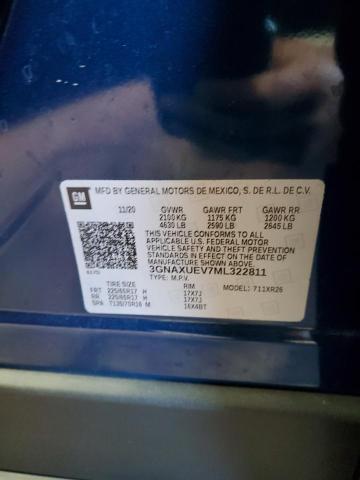 GM MFD BY GENERAL MOTORS DE MEXICO, S. DE R.L. DE C.V.
11/20 GVWR GAWR FRT GAWR RR
2100 KG 1175 KG 1200 KG
4630 LB 2590 LB 2645 LB
THIS VEHICLE CONFORMS TO ALL
APPLICABLE U.S. FEDERAL MOTOR
VEHICLE SAFETY AND THEFT
PREVENTION STANDARDS IN EFFECT
ON THE DATE OF MANUFACTURE
SHOWN ABOVE.
3GNAXUEV7ML322811
TYPE: M.P.V.
TIRE SIZE RIM MODEL: 711XR26
FRT 225/65R17 H 17X7J
RR 225/65R17 H 17X7J
SPA T135/70R16 M 16X4BT